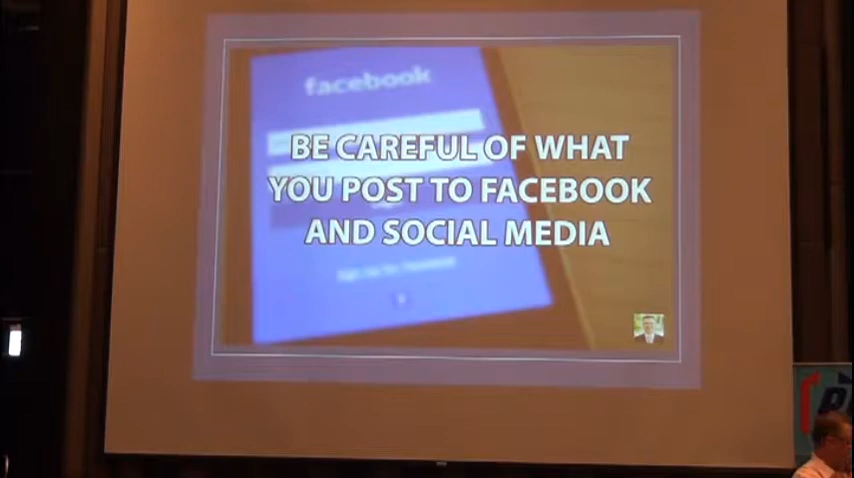 facebook
BE CAREFUL OF WHAT
YOU POST TO FACEBOOK
AND SOCIAL MEDIA